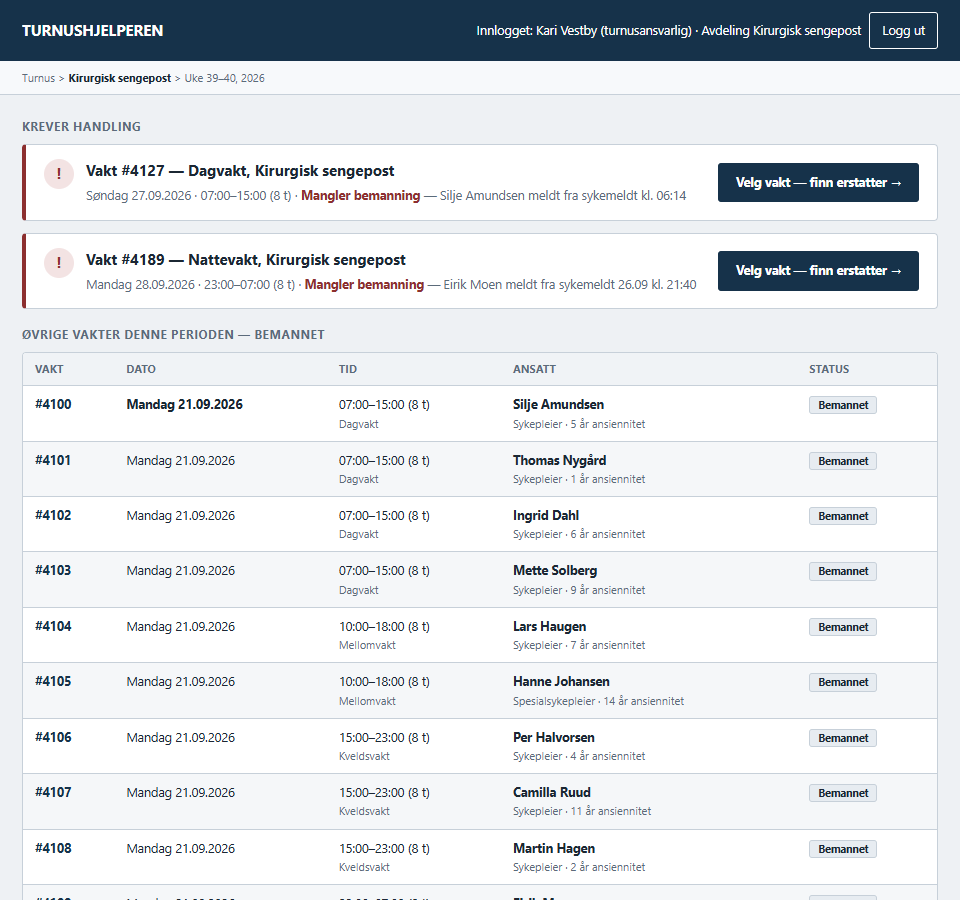 TURNUSHJELPEREN
Innlogget: Kari Vestby (turnusansvarlig) · Avdeling Kirurgisk sengepost
Logg ut
Turnus > Kirurgisk sengepost > Uke 39–40, 2026
KREVER HANDLING
!
Vakt #4127 — Dagvakt, Kirurgisk sengepost
Søndag 27.09.2026 · 07:00–15:00 (8 t) · Mangler bemanning — Silje Amundsen meldt fra sykemeldt kl. 06:14
Velg vakt — finn erstatter →
!
Vakt #4189 — Nattevakt, Kirurgisk sengepost
Mandag 28.09.2026 · 23:00–07:00 (8 t) · Mangler bemanning — Eirik Moen meldt fra sykemeldt 26.09 kl. 21:40
Velg vakt — finn erstatter →
ØVRIGE VAKTER DENNE PERIODEN — BEMANNET
VAKT DATO TID ANSATT STATUS
#4100 Mandag 21.09.2026 07:00–15:00 (8 t) Silje Amundsen Bemannet
Dagvakt Sykepleier · 5 år ansiennitet
#4101 Mandag 21.09.2026 07:00–15:00 (8 t) Thomas Nygård Bemannet
Dagvakt Sykepleier · 1 år ansiennitet
#4102 Mandag 21.09.2026 07:00–15:00 (8 t) Ingrid Dahl Bemannet
Dagvakt Sykepleier · 6 år ansiennitet
#4103 Mandag 21.09.2026 07:00–15:00 (8 t) Mette Solberg Bemannet
Dagvakt Sykepleier · 9 år ansiennitet
#4104 Mandag 21.09.2026 10:00–18:00 (8 t) Lars Haugen Bemannet
Mellomvakt Sykepleier · 7 år ansiennitet
#4105 Mandag 21.09.2026 10:00–18:00 (8 t) Hanne Johansen Bemannet
Mellomvakt Spesialsykepleier · 14 år ansiennitet
#4106 Mandag 21.09.2026 15:00–23:00 (8 t) Per Halvorsen Bemannet
Kveldsvakt Sykepleier · 4 år ansiennitet
#4107 Mandag 21.09.2026 15:00–23:00 (8 t) Camilla Ruud Bemannet
Kveldsvakt Sykepleier · 11 år ansiennitet
#4108 Mandag 21.09.2026 15:00–23:00 (8 t) Martin Hagen Bemannet
Kveldsvakt Sykepleier · 2 år ansiennitet